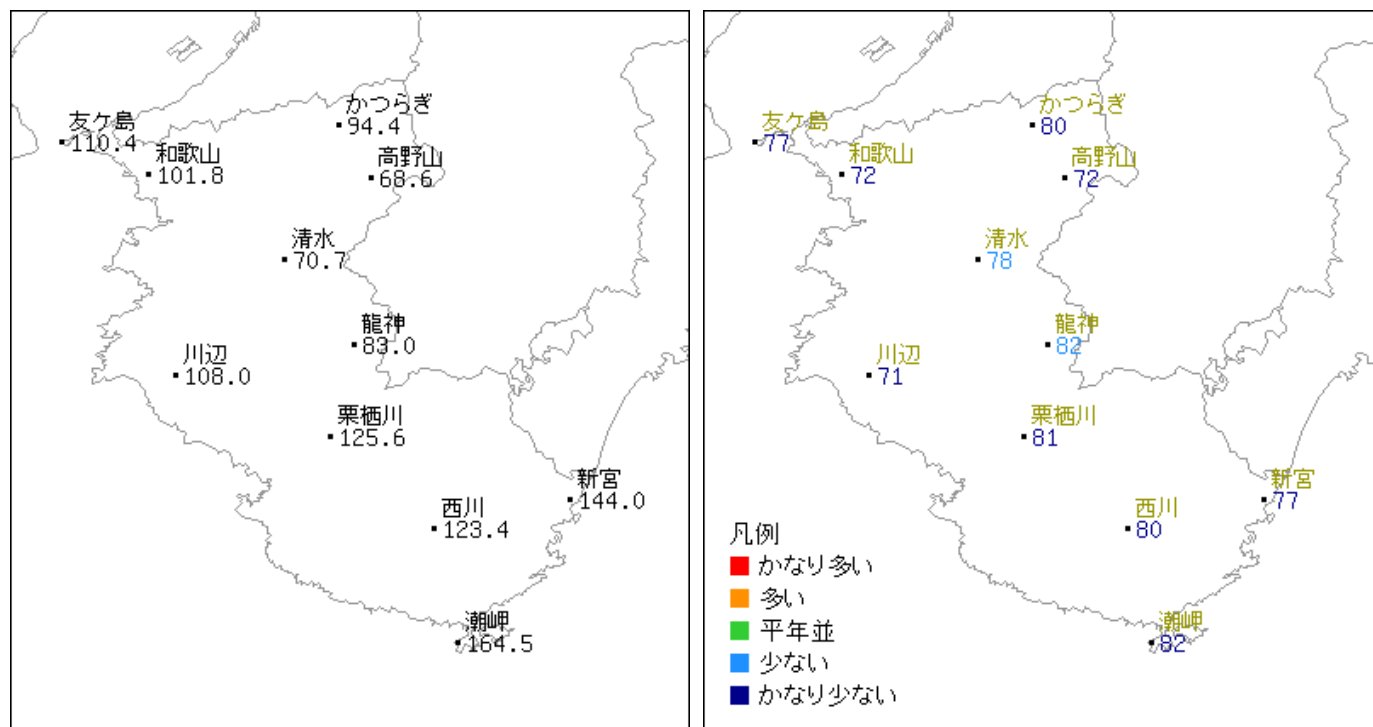 かつらぎ
94.4
友ケ島
110.4
和歌山
101.8
高野山
68.6
清水
70.7
龍神
83.0
川辺
108.0
栗栖川
125.6
新宮
144.0
西川
123.4
潮岬
164.5
かつらぎ
80
友ケ島
77
和歌山
72
高野山
72
清水
78
龍神
82
川辺
71
栗栖川
81
新宮
77
西川
80
潮岬
82
凡例
かなり多い
多い
平年並
少ない
かなり少ない